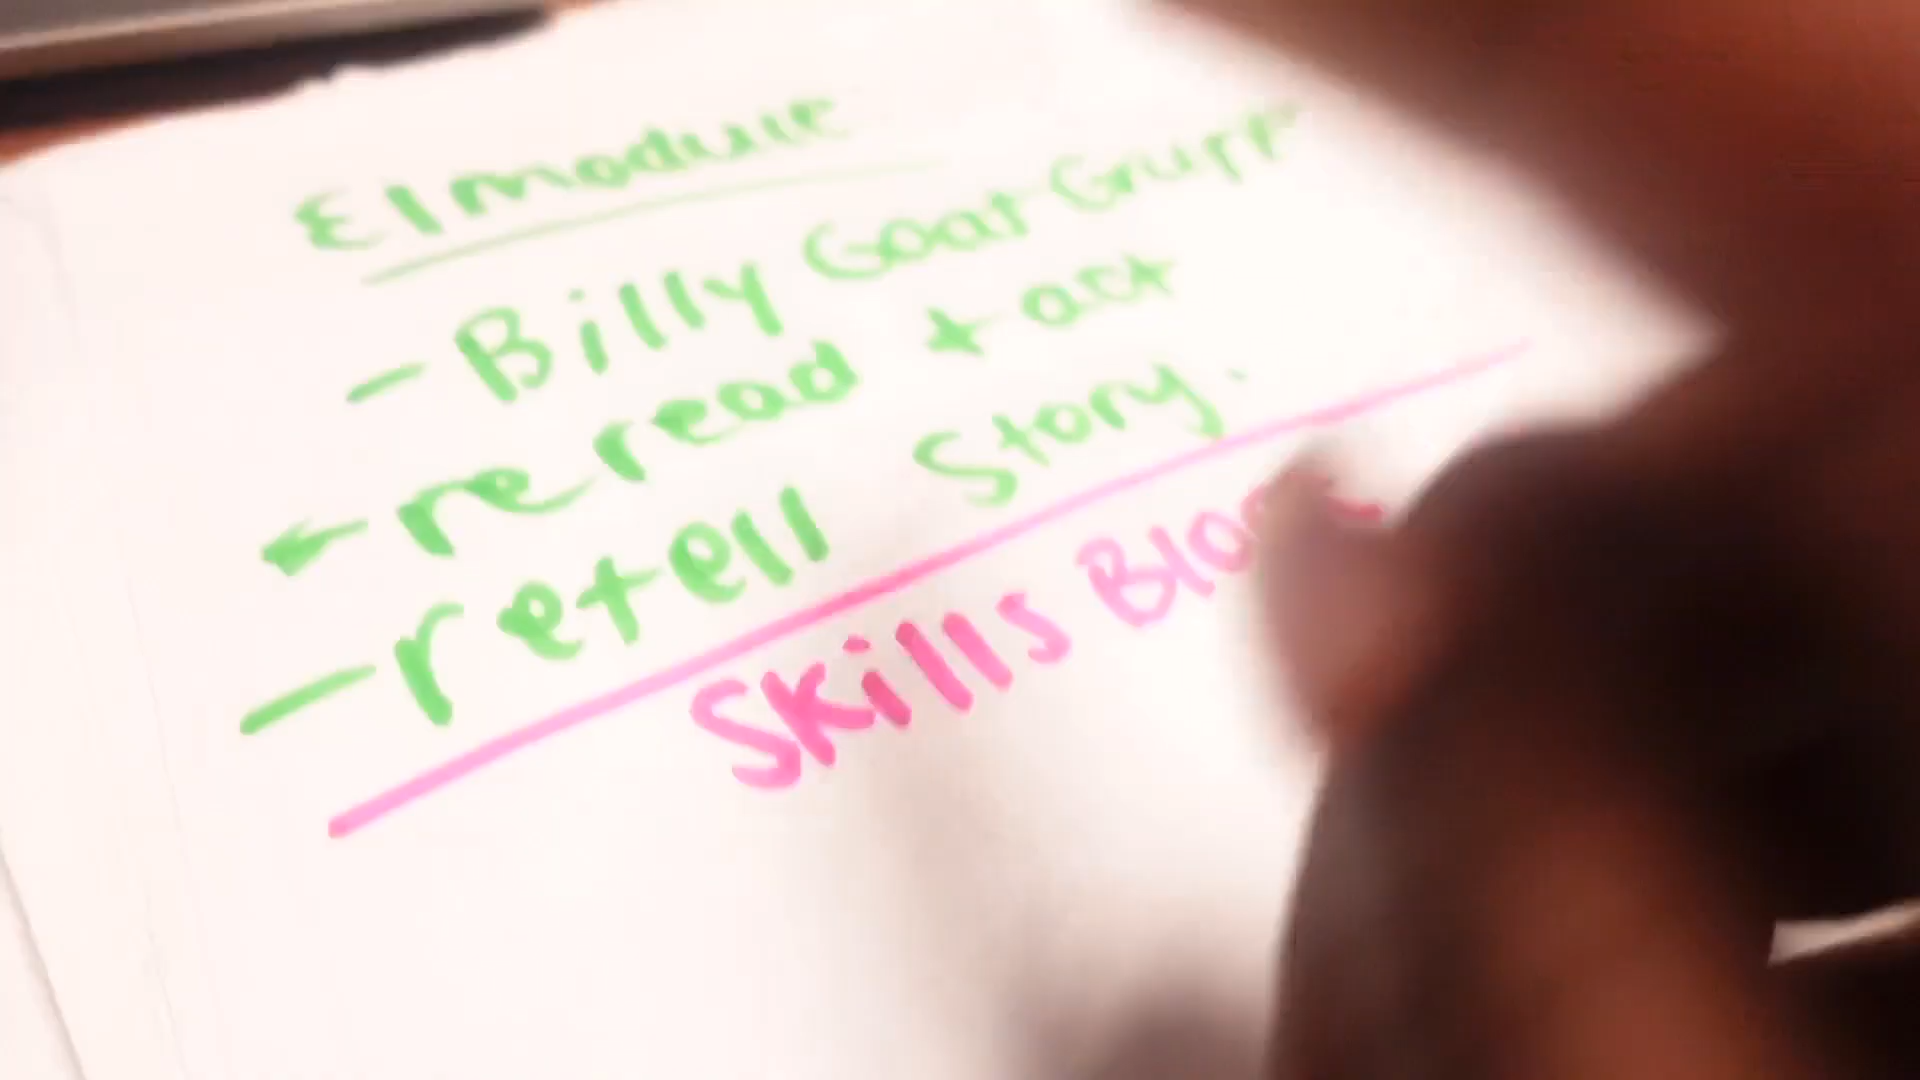 El module
- Billy Goat Gruff
- reread + act
- retell Story.
Skills